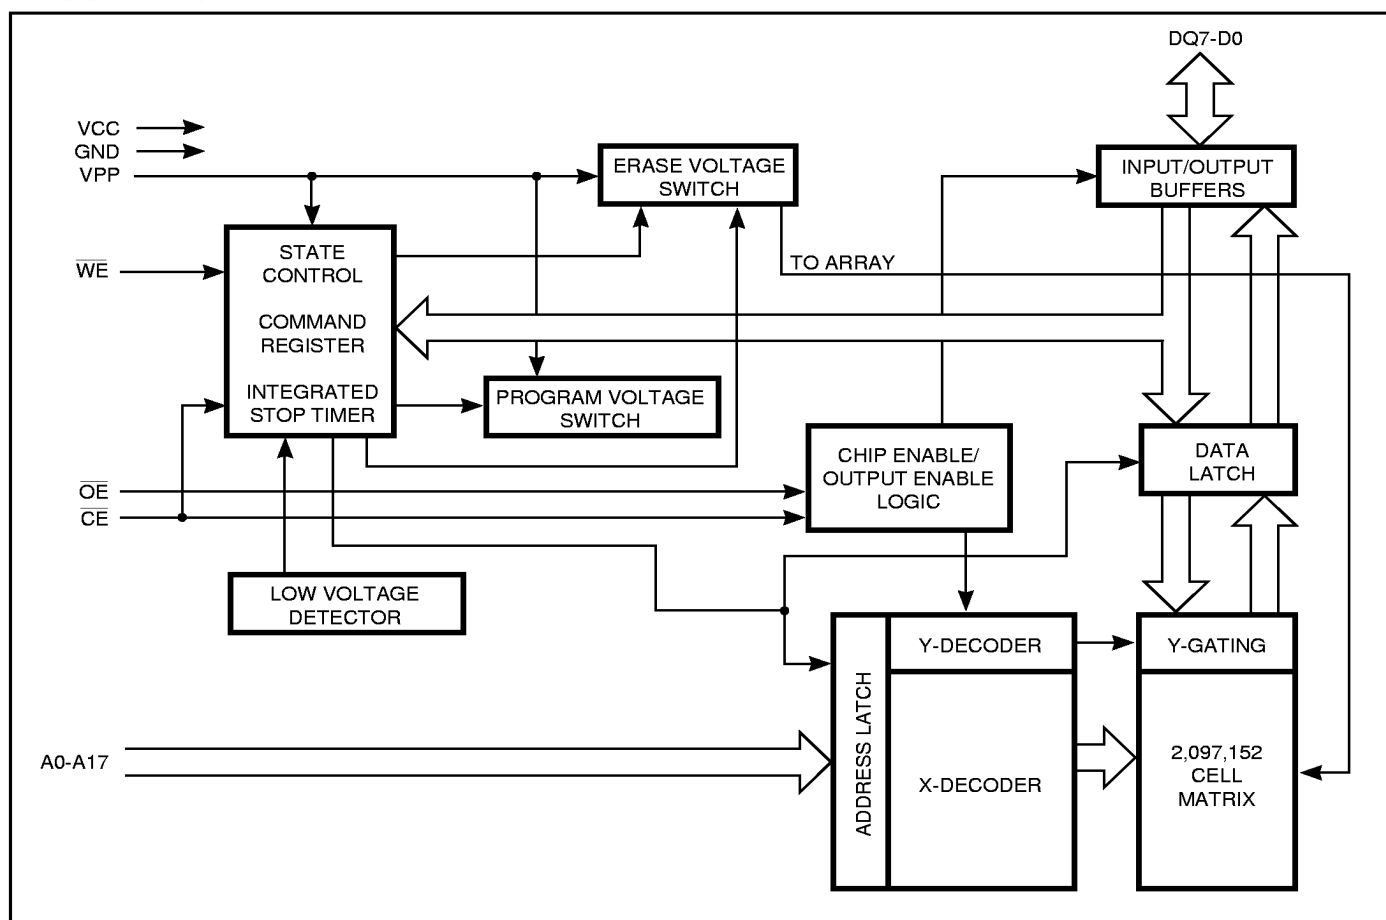 DQ7-D0
VCC
GND
VPP
ERASE VOLTAGE
SWITCH
INPUT/OUTPUT
BUFFERS
WE
STATE
CONTROL
COMMAND
REGISTER
INTEGRATED
STOP TIMER
TO ARRAY
PROGRAM VOLTAGE
SWITCH
OE
CE
CHIP ENABLE/
OUTPUT ENABLE
LOGIC
DATA
LATCH
LOW VOLTAGE
DETECTOR
A0-A17
ADDRESS LATCH
Y-DECODER
X-DECODER
Y-GATING
2,097,152
CELL
MATRIX